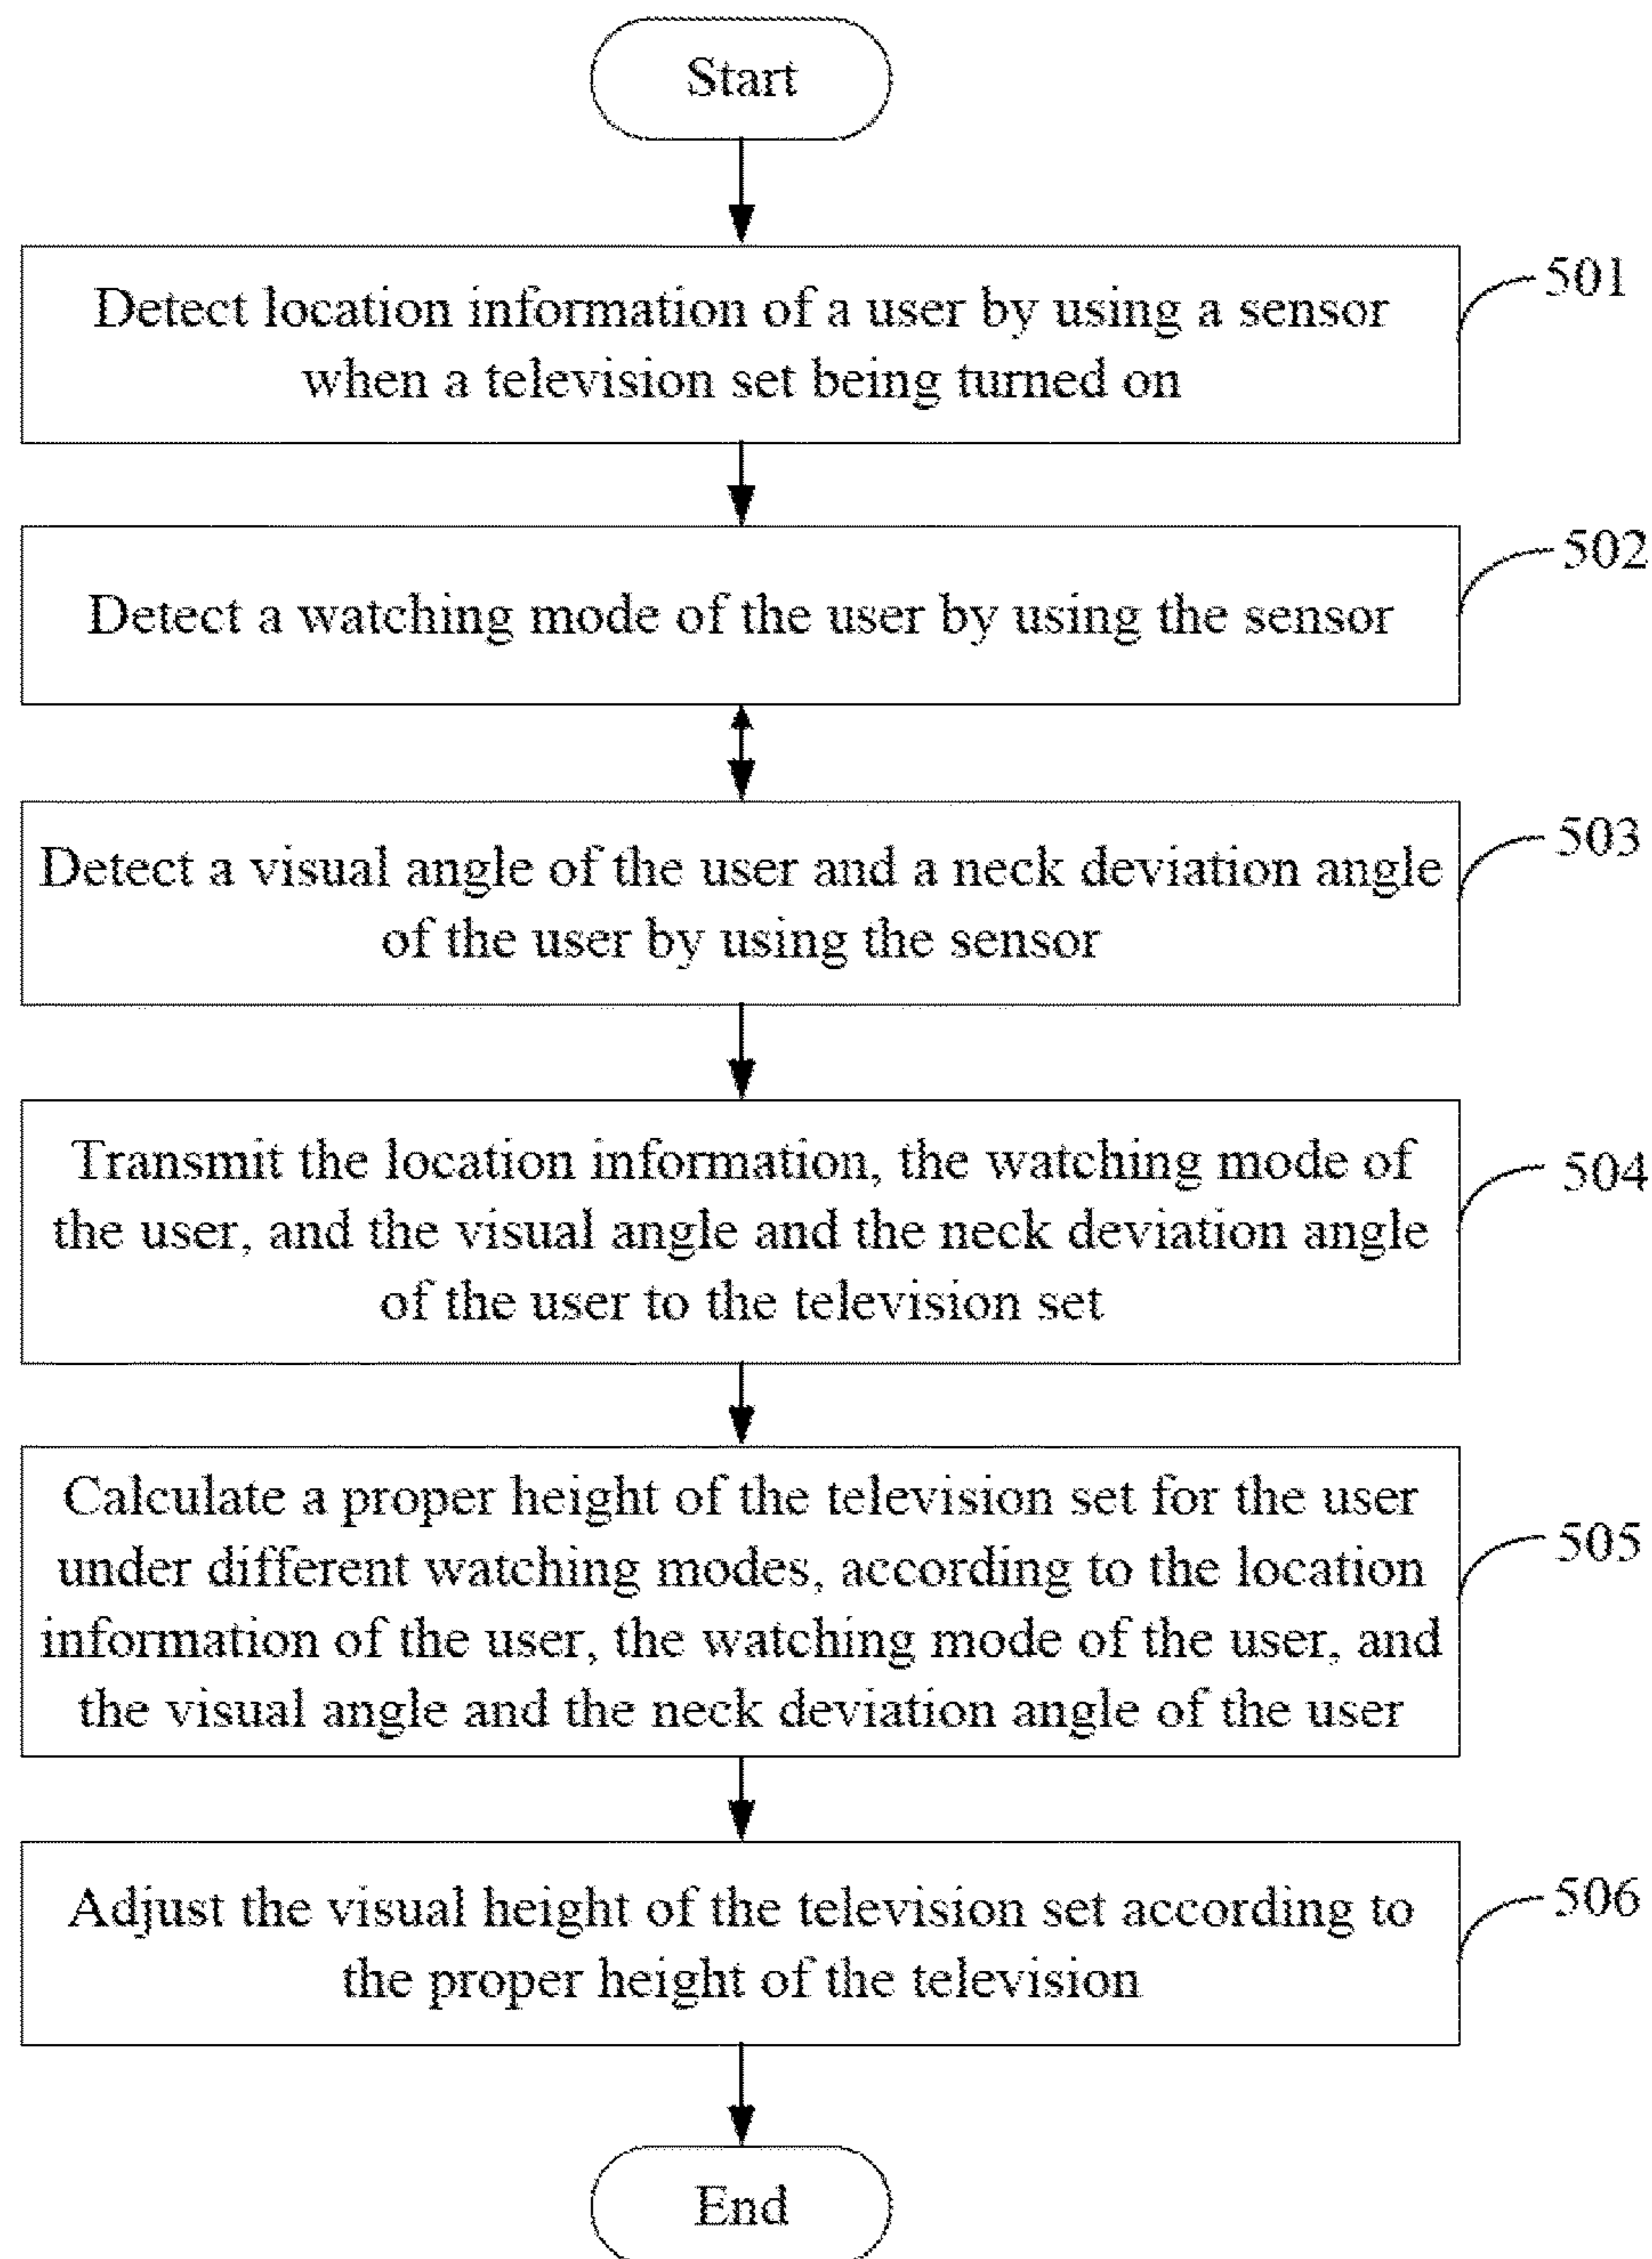 Start
Detect location information of a user by using a sensor
when a television set being turned on
501
Detect a watching mode of the user by using the sensor
502
Detect a visual angle of the user and a neck deviation angle
of the user by using the sensor
503
Transmit the location information, the watching mode of
the user, and the visual angle and the neck deviation angle
of the user to the television set
504
Calculate a proper height of the television set for the user
under different watching modes, according to the location
information of the user, the watching mode of the user, and
the visual angle and the neck deviation angle of the user
505
Adjust the visual height of the television set according to
the proper height of the television
506
End